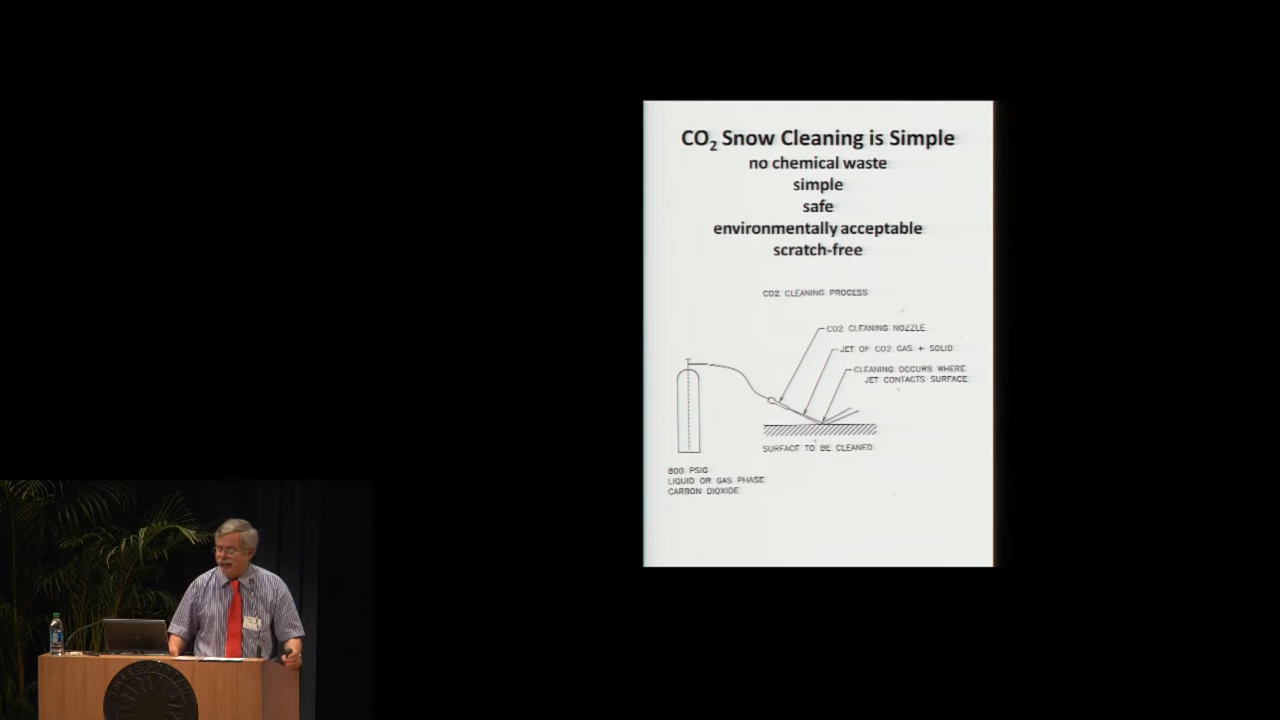 CO₂ Snow Cleaning is Simple
no chemical waste
simple
safe
environmentally acceptable
scratch-free
CO2 CLEANING PROCESS
CO2 CLEANING NOZZLE
JET OF CO2 GAS + SOLID
CLEANING OCCURS WHERE
JET CONTACTS SURFACE
SURFACE TO BE CLEANED
800 PSIG
LIQUID OR GAS PHASE
CARBON DIOXIDE